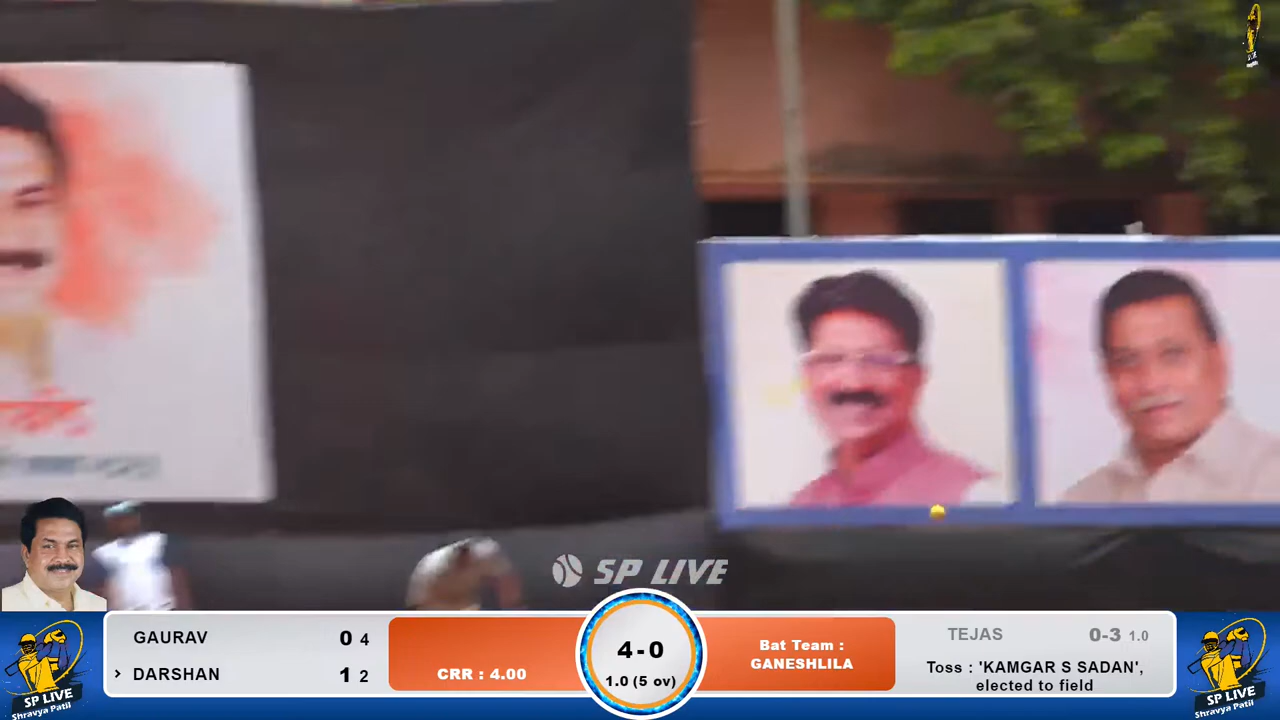 SP LIVE
GAURAV 0 4
DARSHAN 1 2
CRR : 4.00
4-0
1.0 (5 ov)
Bat Team :
GANESHLILA
TEJAS 0-3 1.0
Toss : 'KAMGAR S SADAN',
elected to field
SP LIVE
Shravya Patil
SP LIVE
Shravya Patil